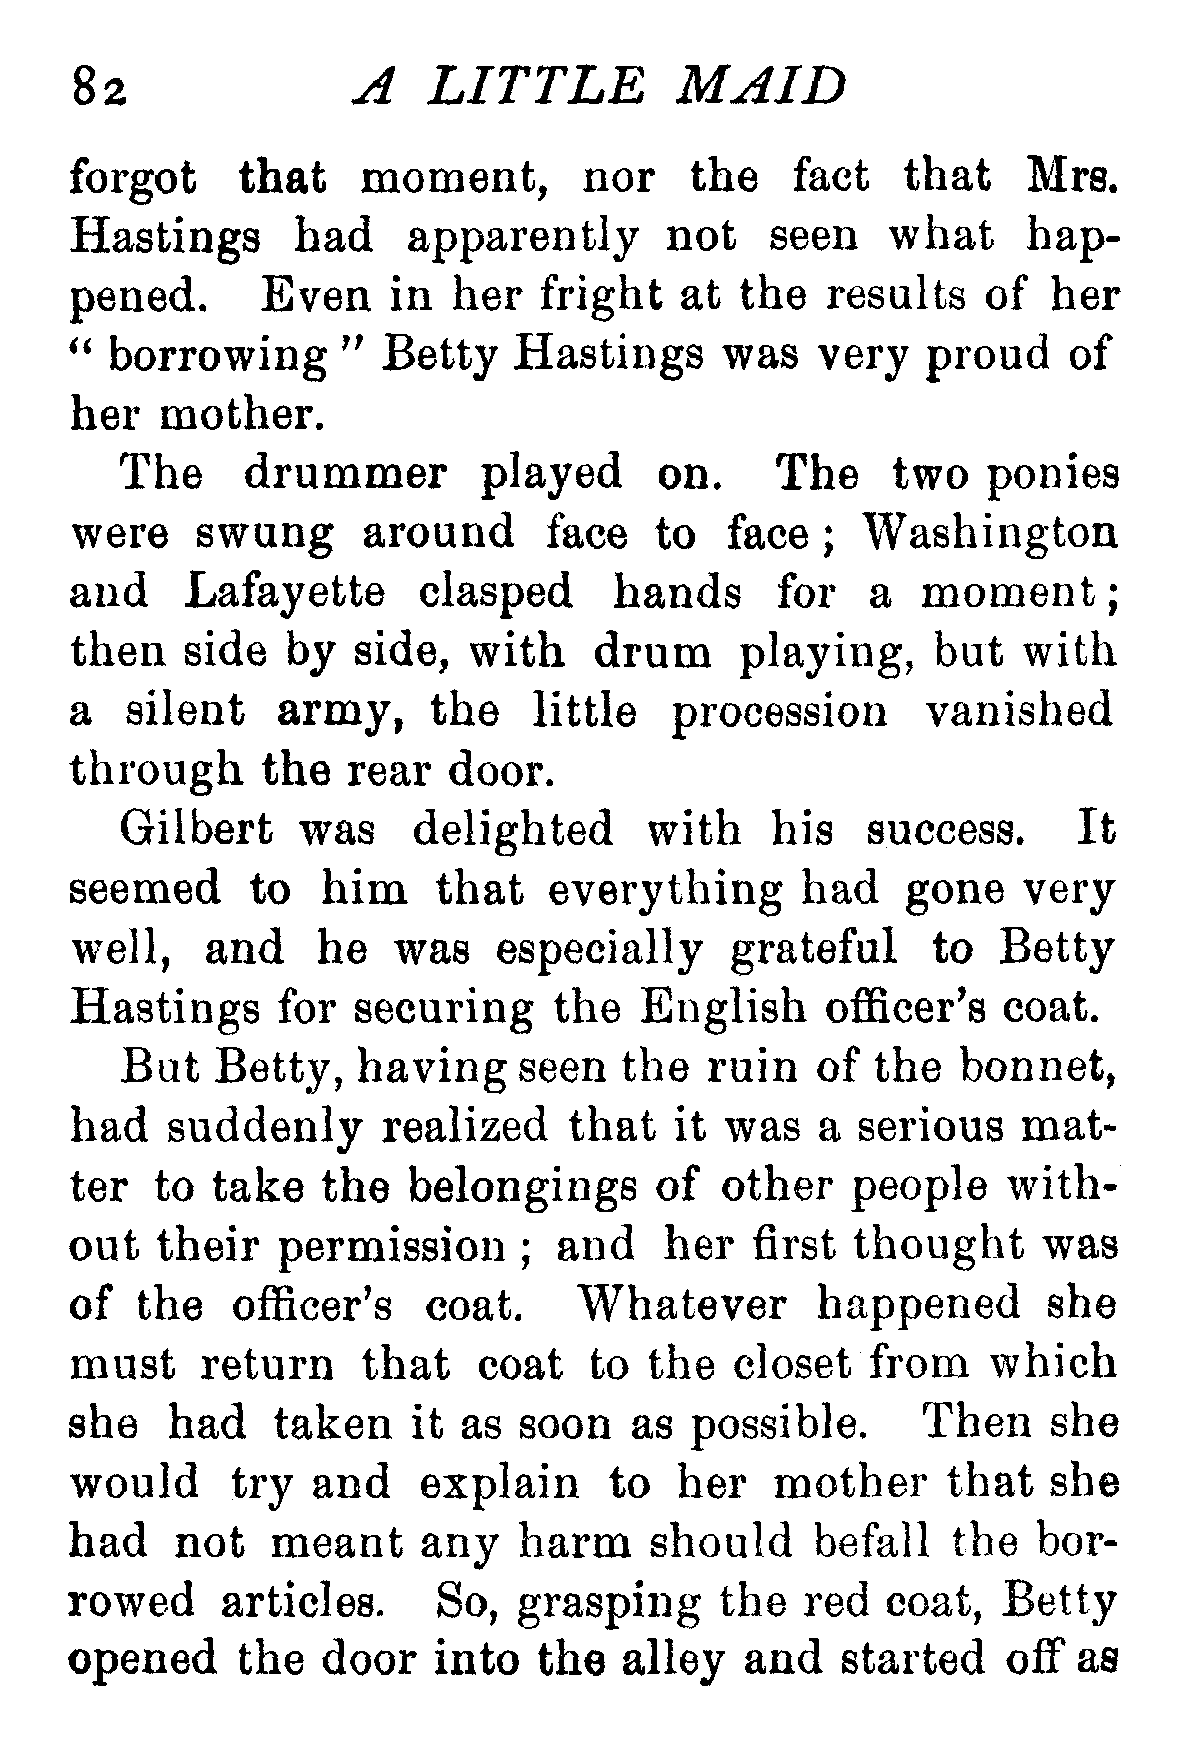 82 A LITTLE MAID
forgot that moment, nor the fact that Mrs.
Hastings had apparently not seen what hap-
pened. Even in her fright at the results of her
“ borrowing ” Betty Hastings was very proud of
her mother.
The drummer played on. The two ponies
were swung around face to face ; Washington
and Lafayette clasped hands for a moment ;
then side by side, with drum playing, but with
a silent army, the little procession vanished
through the rear door.
Gilbert was delighted with his success. It
seemed to him that everything had gone very
well, and he was especially grateful to Betty
Hastings for securing the English officer’s coat.
But Betty, having seen the ruin of the bonnet,
had suddenly realized that it was a serious mat-
ter to take the belongings of other people with-
out their permission ; and her first thought was
of the officer’s coat. Whatever happened she
must return that coat to the closet from which
she had taken it as soon as possible. Then she
would try and explain to her mother that she
had not meant any harm should befall the bor-
rowed articles. So, grasping the red coat, Betty
opened the door into the alley and started off as